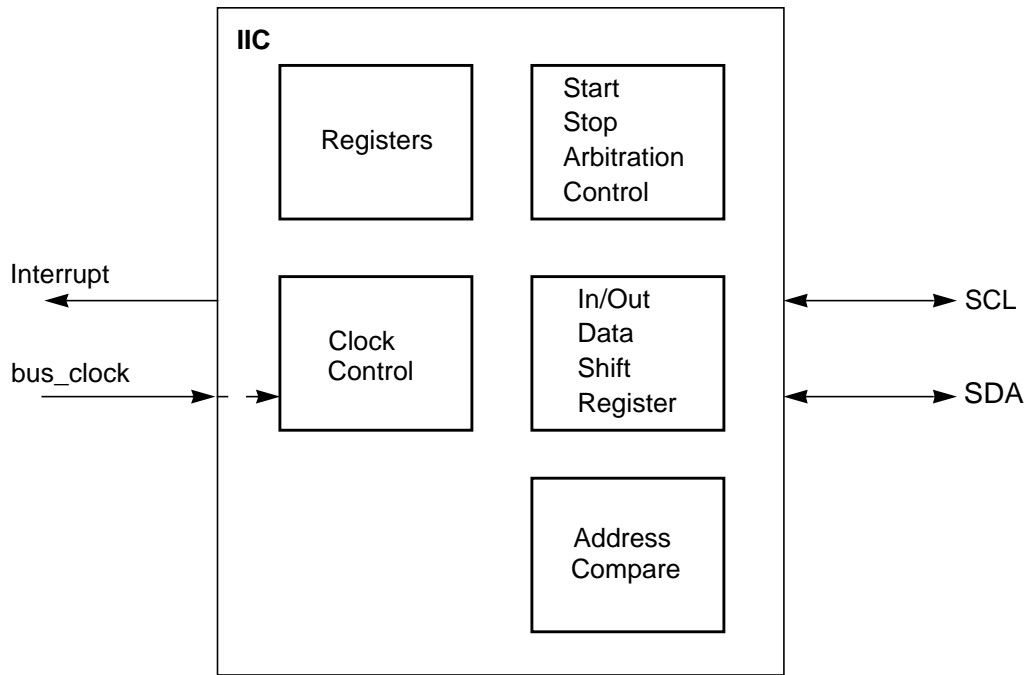 IIC
Registers
Start
Stop
Arbitration
Control
Interrupt
bus_clock
Clock
Control
In/Out
Data
Shift
Register
SCL
SDA
Address
Compare